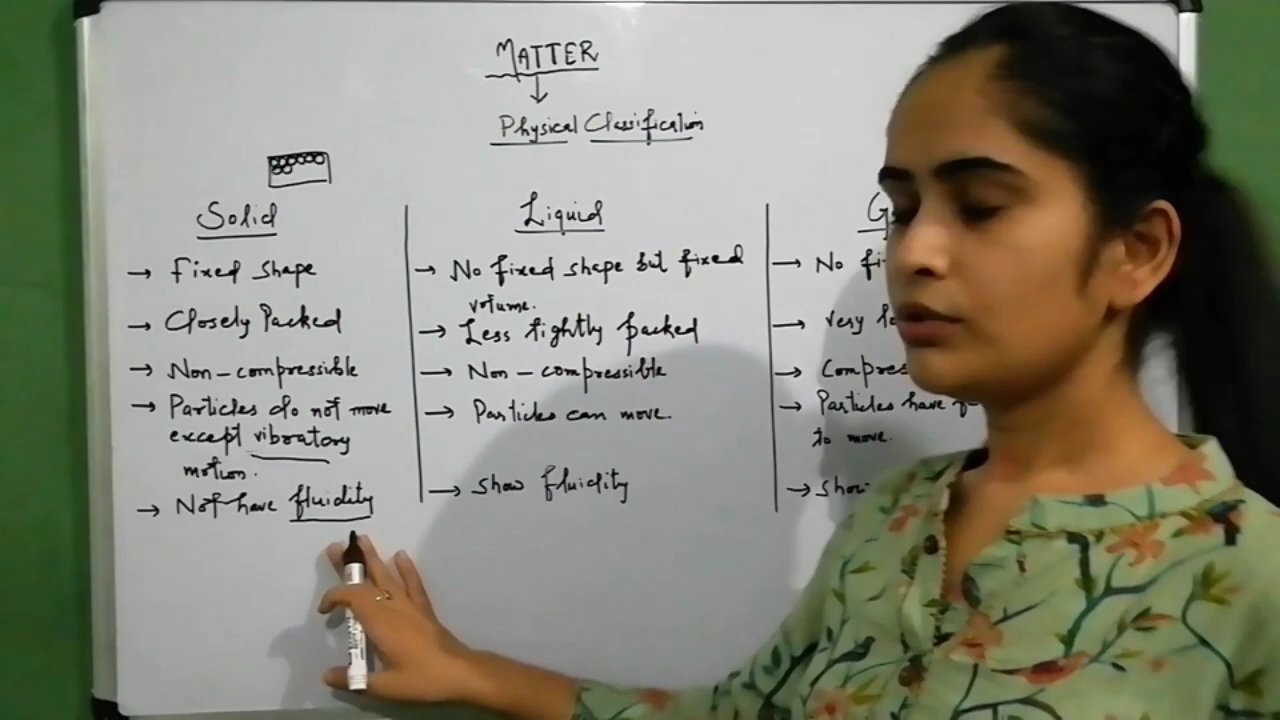 MATTER
Physical Classification
Solid
→ Fixed shape
→ Closely Packed
→ Non-compressible
→ Particles do not move
except vibratory
motion.
→ Not have fluidity
Liquid
→ No fixed shape but fixed
volume.
→ Less tightly packed
→ Non-compressible
→ Particles can move.
→ show fluidity
→ No
→ very
→
→ Particles have
to move.
→